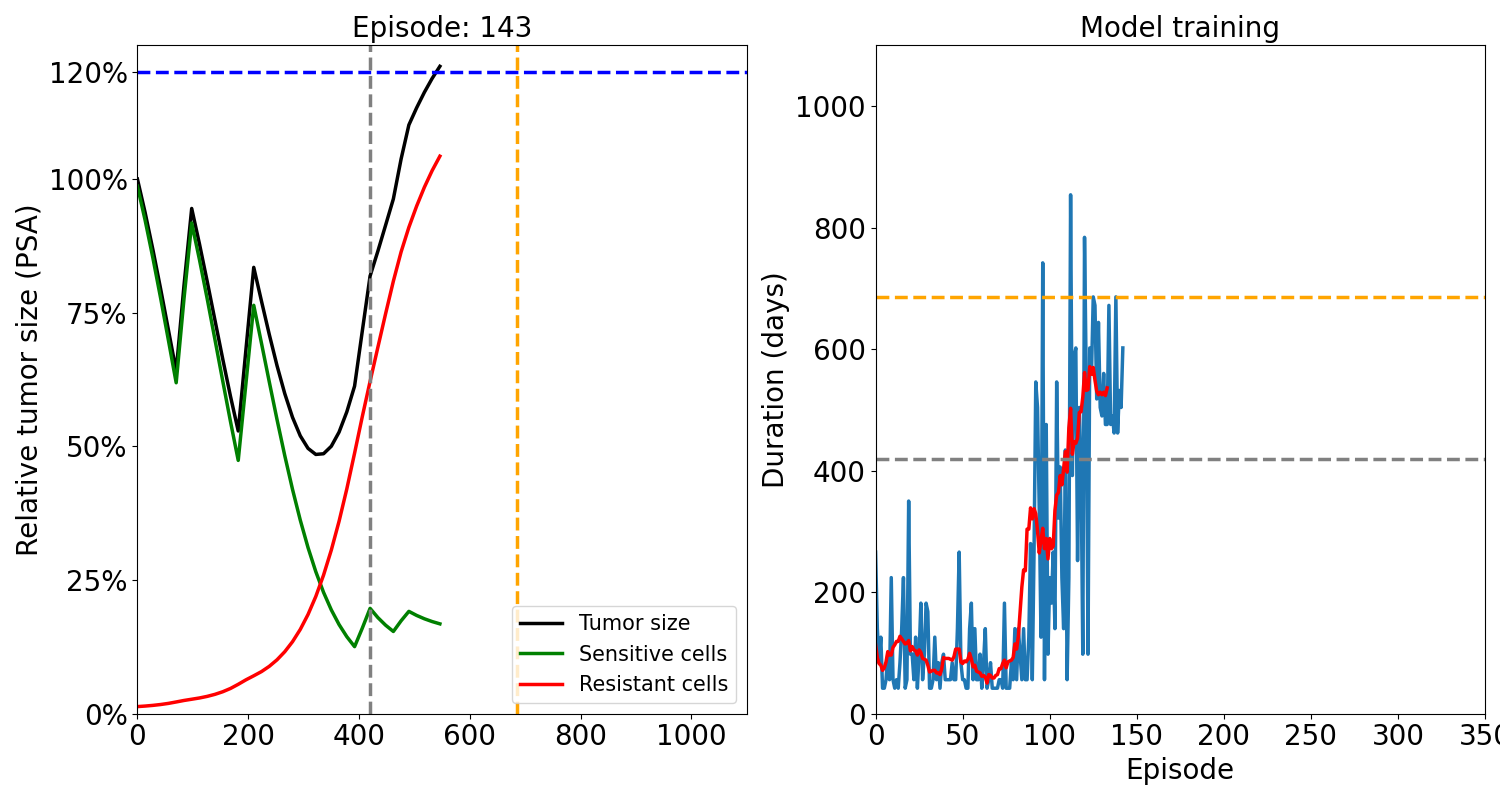 Episode: 143
Relative tumor size (PSA)
120%
100%
75%
50%
25%
0%
0 200 400 600 800 1000
Tumor size
Sensitive cells
Resistant cells
Model training
Duration (days)
1000
800
600
400
200
0
0 50 100 150 200 250 300 350
Episode